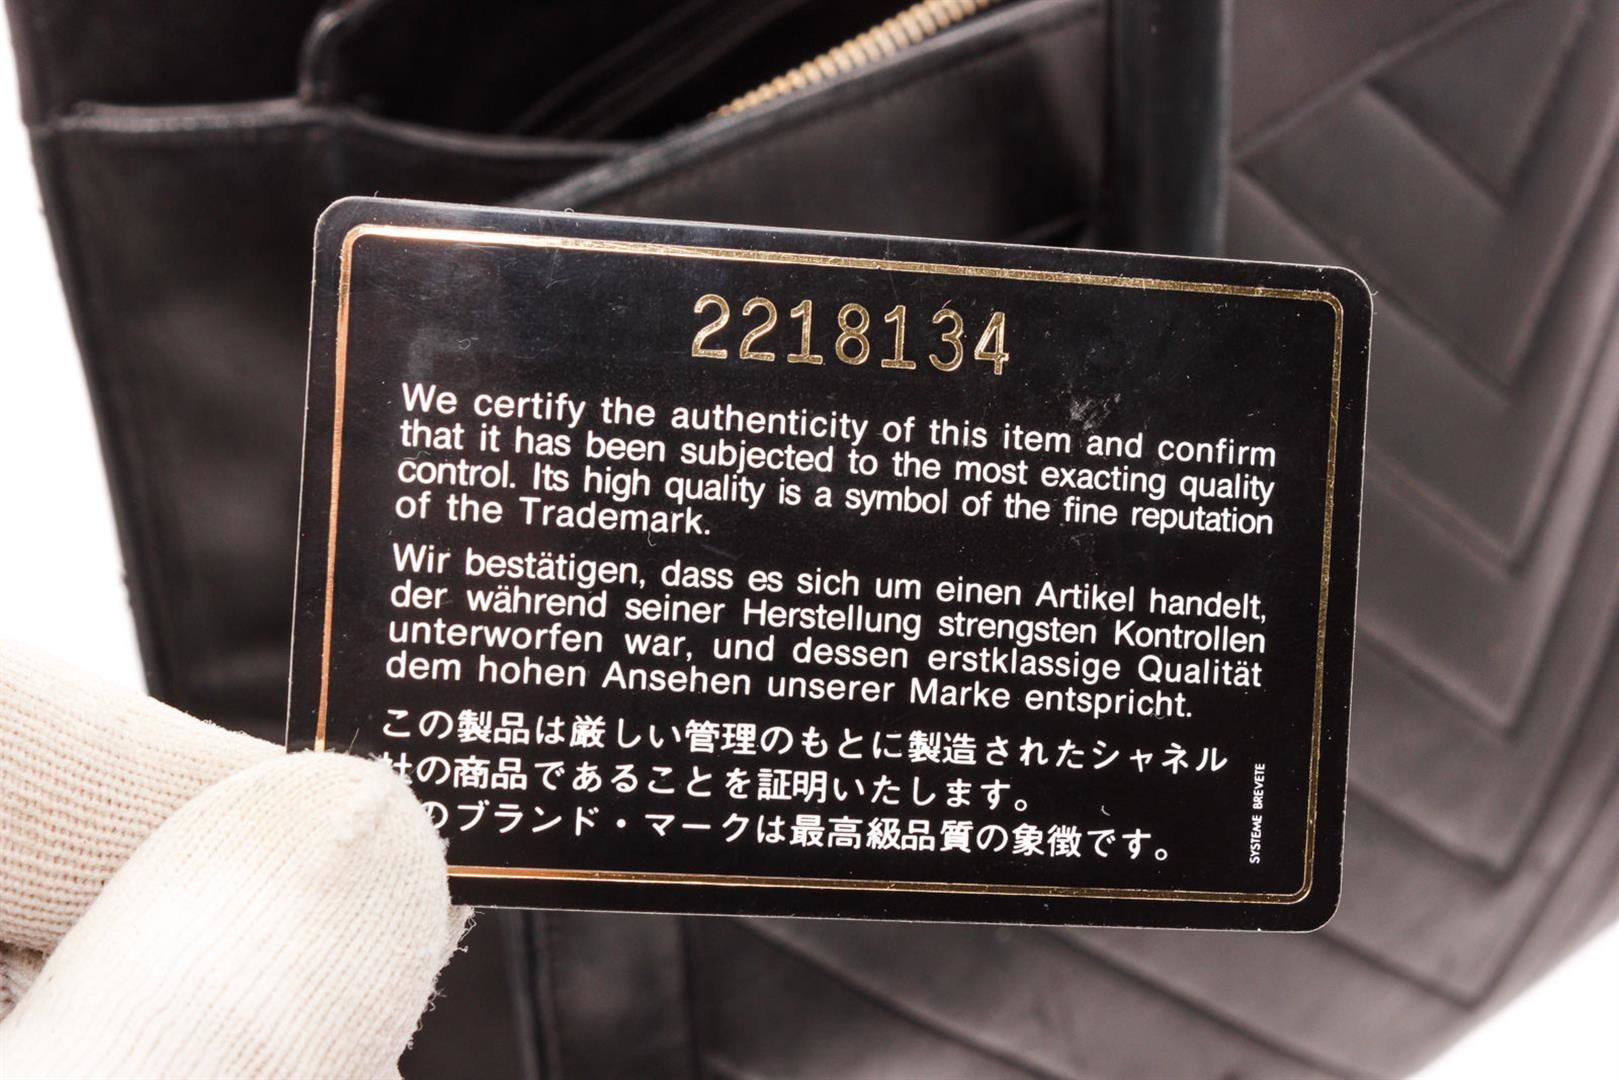 2218134
We certify the authenticity of this item and confirm
that it has been subjected to the most exacting quality
control. Its high quality is a symbol of the fine reputation
of the Trademark.
Wir bestätigen, dass es sich um einen Artikel handelt,
der während seiner Herstellung strengsten Kontrollen
unterworfen war, und dessen erstklassige Qualität
dem hohen Ansehen unserer Marke entspricht.
この製品は厳しい管理のもとに製造されたシャネル
社の商品であることを証明いたします。
のブランド・マークは最高級品質の象徴です。
SYSTEME BREVETE